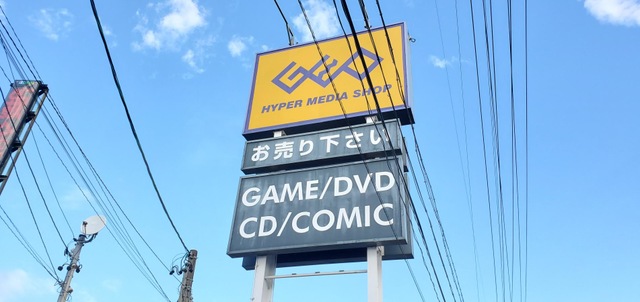 GEO
HYPER MEDIA SHOP
お売り下さい
GAME/DVD
CD/COMIC